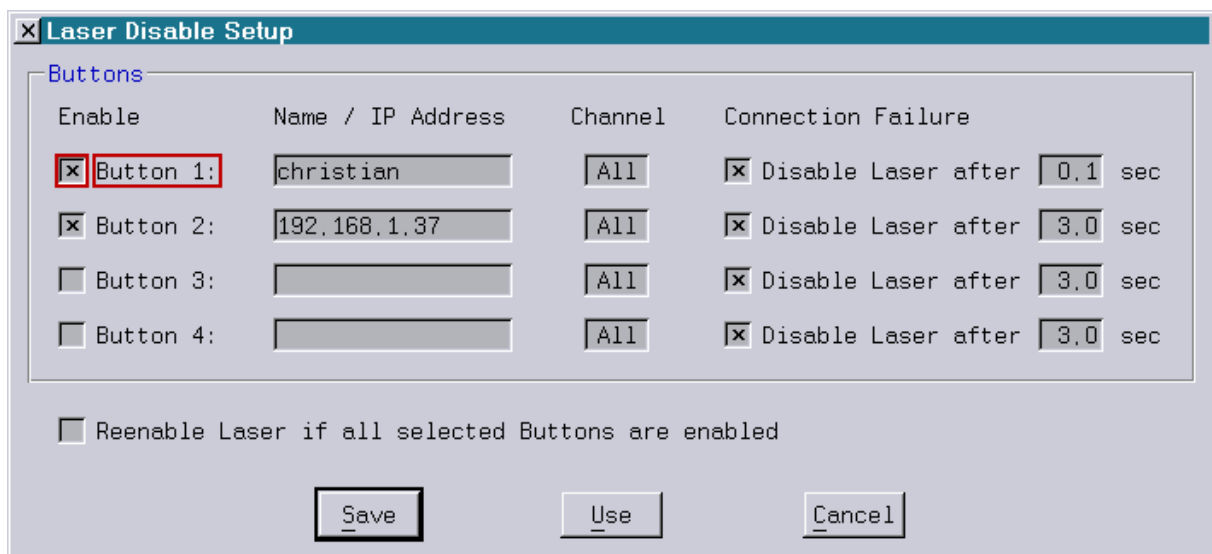 Laser Disable Setup
Buttons
Enable Name / IP Address Channel Connection Failure
Button 1: christian All Disable Laser after 0.1 sec
Button 2: 192.168.1.37 All Disable Laser after 3.0 sec
Button 3: All Disable Laser after 3.0 sec
Button 4: All Disable Laser after 3.0 sec
Reenable Laser if all selected Buttons are enabled
Save Use Cancel